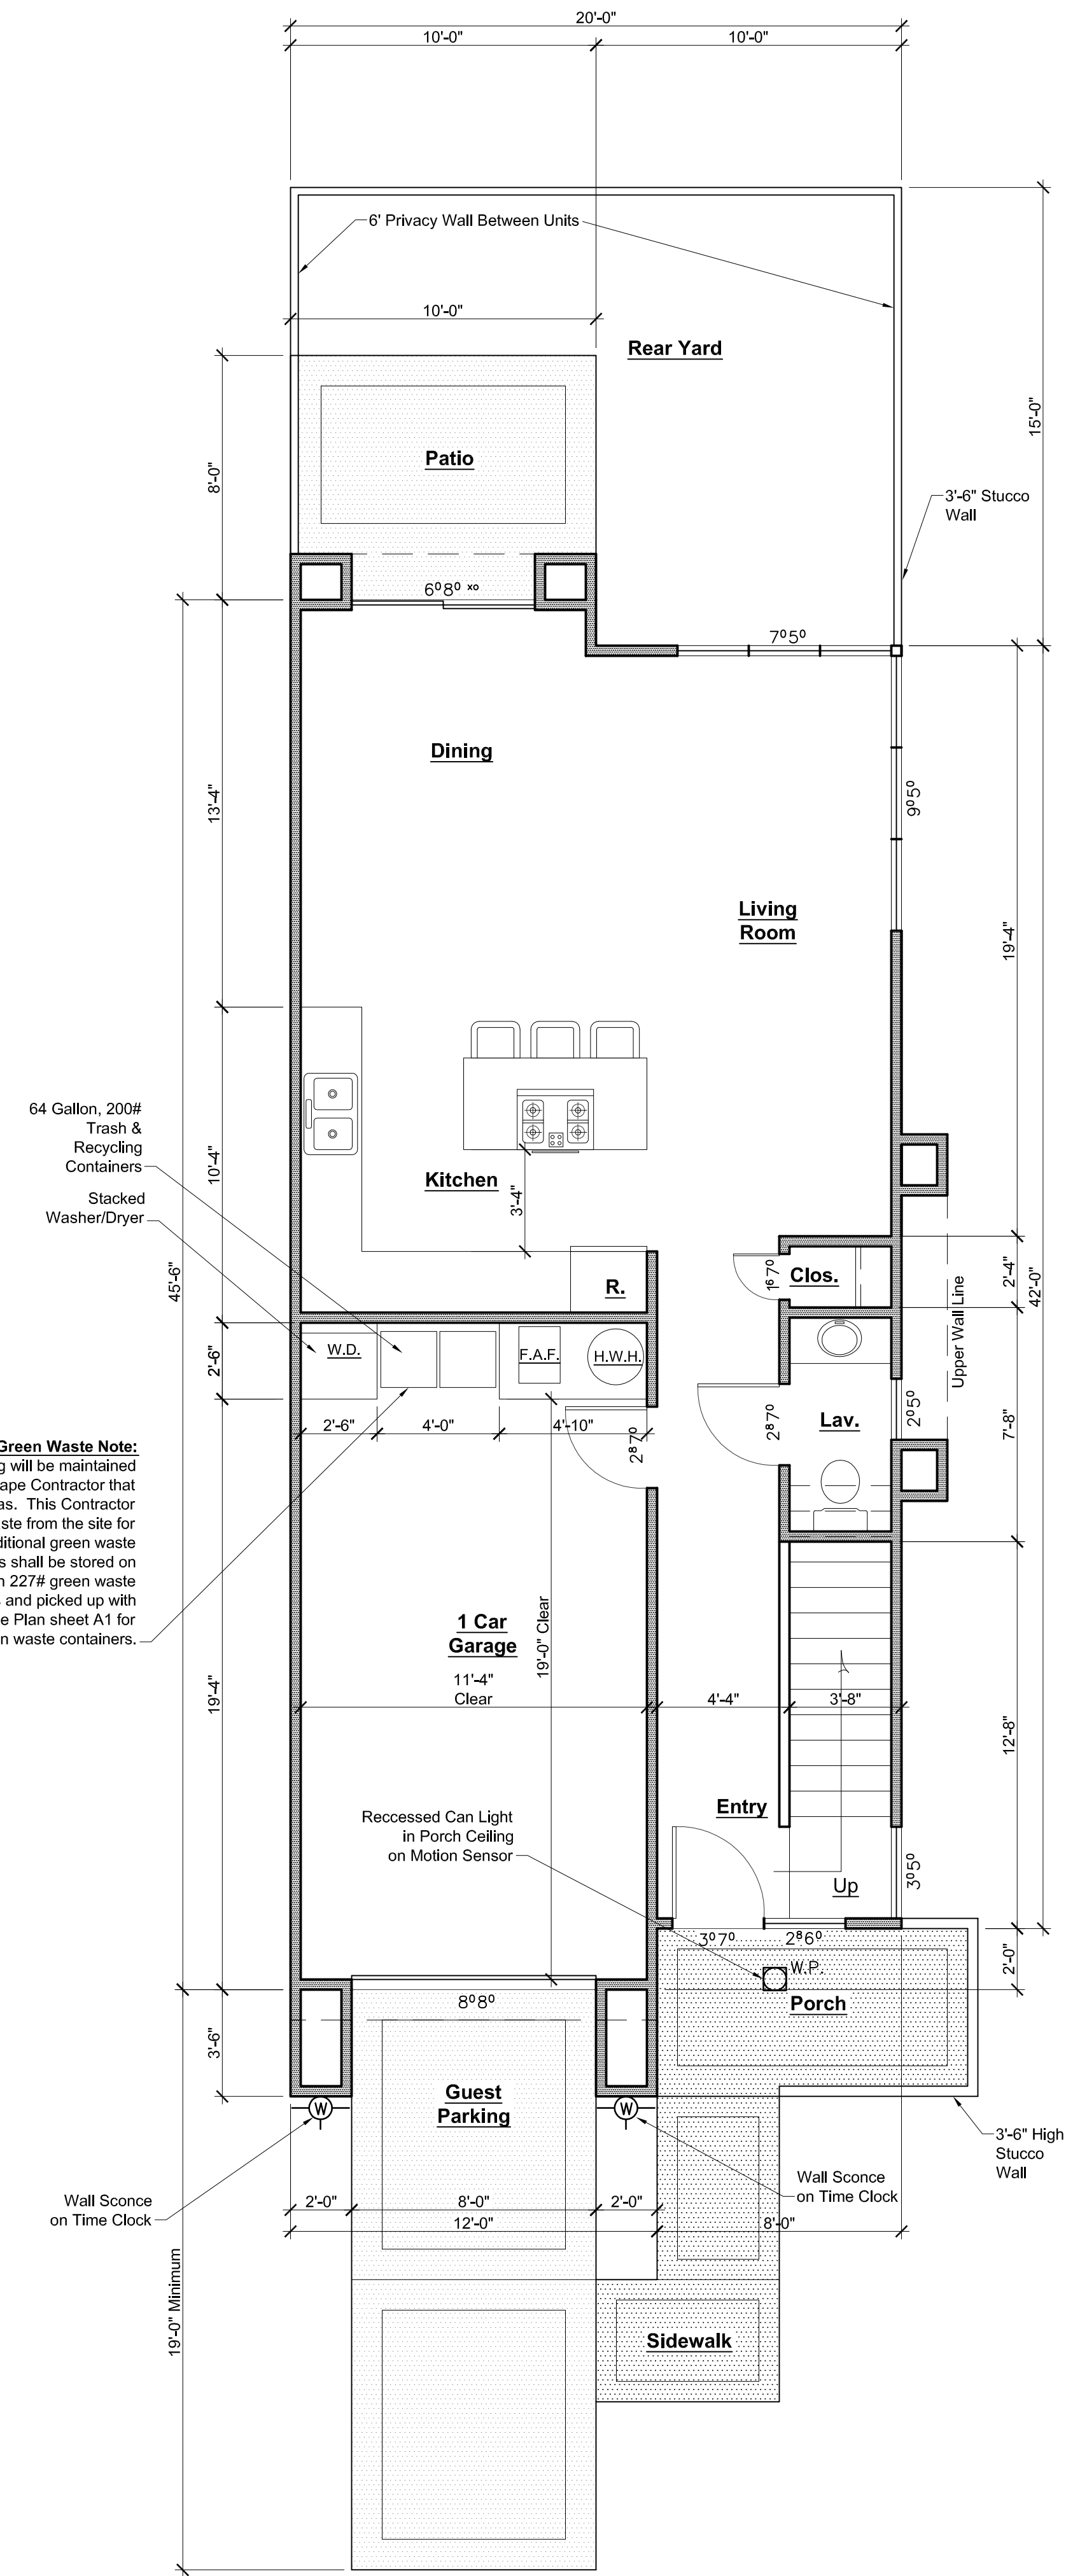 20'-0"
10'-0"
10'-0"
6' Privacy Wall Between Units
10'-0"
Rear Yard
15'-0"
8'-0"
Patio
3'-6" Stucco
Wall
6⁰8⁰ xo
7⁰5⁰
Dining
13'-4"
9⁰5⁰
Living
Room
19'-4"
64 Gallon, 200#
Trash &
Recycling
Containers
10'-4"
Kitchen
3'-4"
Stacked
Washer/Dryer
45'-6"
R.
1⁶7⁰
Clos.
2'-4"
42'-0"
Upper Wall Line
2'-6"
W.D.
F.A.F.
H.W.H.
2'-6"
4'-0"
4'-10"
2⁸7⁰
2⁸7⁰
Lav.
2⁰5⁰
7'-8"
Green Waste Note:
g will be maintained
ape Contractor that
as. This Contractor
ste from the site for
ditional green waste
s shall be stored on
n 227# green waste
and picked up with
e Plan sheet A1 for
n waste containers.
1 Car
Garage
19'-0" Clear
11'-4"
Clear
4'-4"
3'-8"
19'-4"
12'-8"
Entry
Reccessed Can Light
in Porch Ceiling
on Motion Sensor
Up
3⁰5⁰
3⁰7⁰
2⁸6⁰
W.P.
2'-0"
Porch
8⁰8⁰
3'-6"
Guest
Parking
W
W
3'-6" High
Stucco
Wall
Wall Sconce
on Time Clock
Wall Sconce
on Time Clock
2'-0"
8'-0"
2'-0"
12'-0"
8'-0"
19'-0" Minimum
Sidewalk